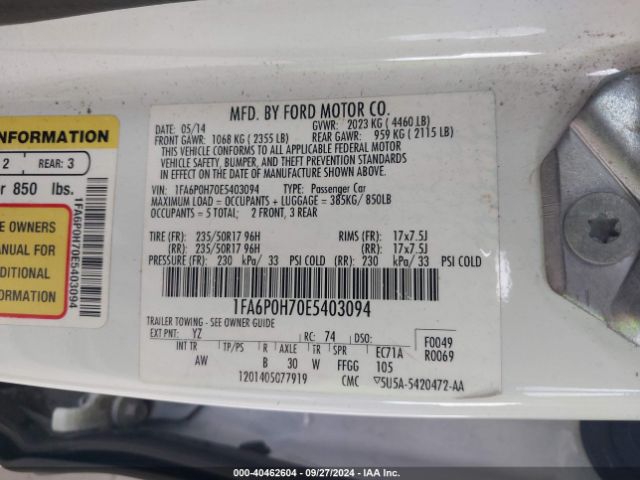 NFORMATION
2 REAR: 3
r 850 lbs.
E OWNERS
ANUAL FOR
DITIONAL
NFORMATION
1FA6P0H70E5403094
MFD. BY FORD MOTOR CO.
DATE: 05/14 GVWR: 2023 KG ( 4460 LB)
FRONT GAWR: 1068 KG ( 2355 LB) REAR GAWR: 959 KG ( 2115 LB)
THIS VEHICLE CONFORMS TO ALL APPLICABLE FEDERAL MOTOR
VEHICLE SAFETY, BUMPER, AND THEFT PREVENTION STANDARDS
IN EFFECT ON THE DATE OF MANUFACTURE SHOWN ABOVE.
VIN: 1FA6P0H70E5403094 TYPE: Passenger Car
MAXIMUM LOAD = OCCUPANTS + LUGGAGE = 385KG/ 850LB
OCCUPANTS = 5 TOTAL; 2 FRONT, 3 REAR
TIRE (FR): 235/50R17 96H RIMS (FR): 17x7.5J
(RR): 235/50R17 96H (RR): 17x7.5J
PRESSURE (FR): 230 kPa/ 33 PSI COLD (RR): 230 kPa/ 33 PSI COLD
1FA6P0H70E5403094
TRAILER TOWING - SEE OWNER GUIDE
EXT PNT: YZ RC: 74 DSO: F0049
INT TR TP/PS R AXLE TR SPR EC71A R0069
AW B 30 W FFGG 105
1201405077919 CMC ▽5U5A-5420472-AA
000-40462604 - 09/27/2024 - IAA Inc.